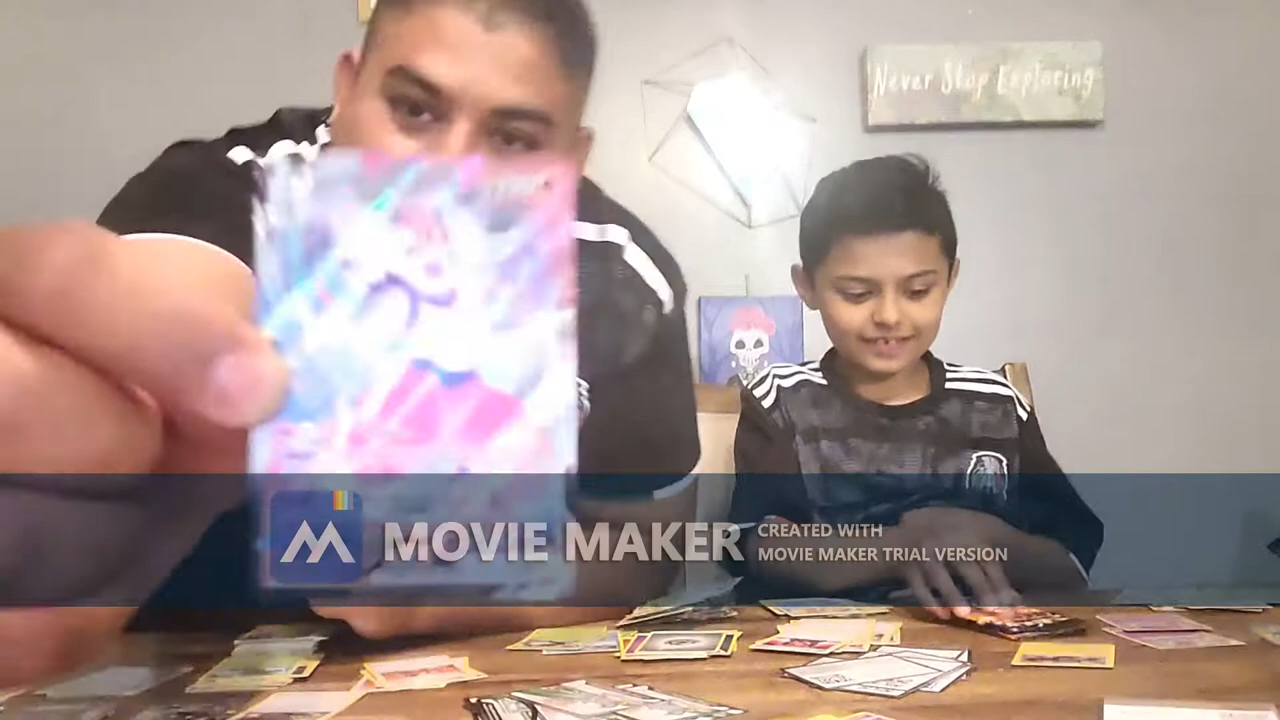 Never Stop Exploring
MOVIE MAKER
CREATED WITH
MOVIE MAKER TRIAL VERSION